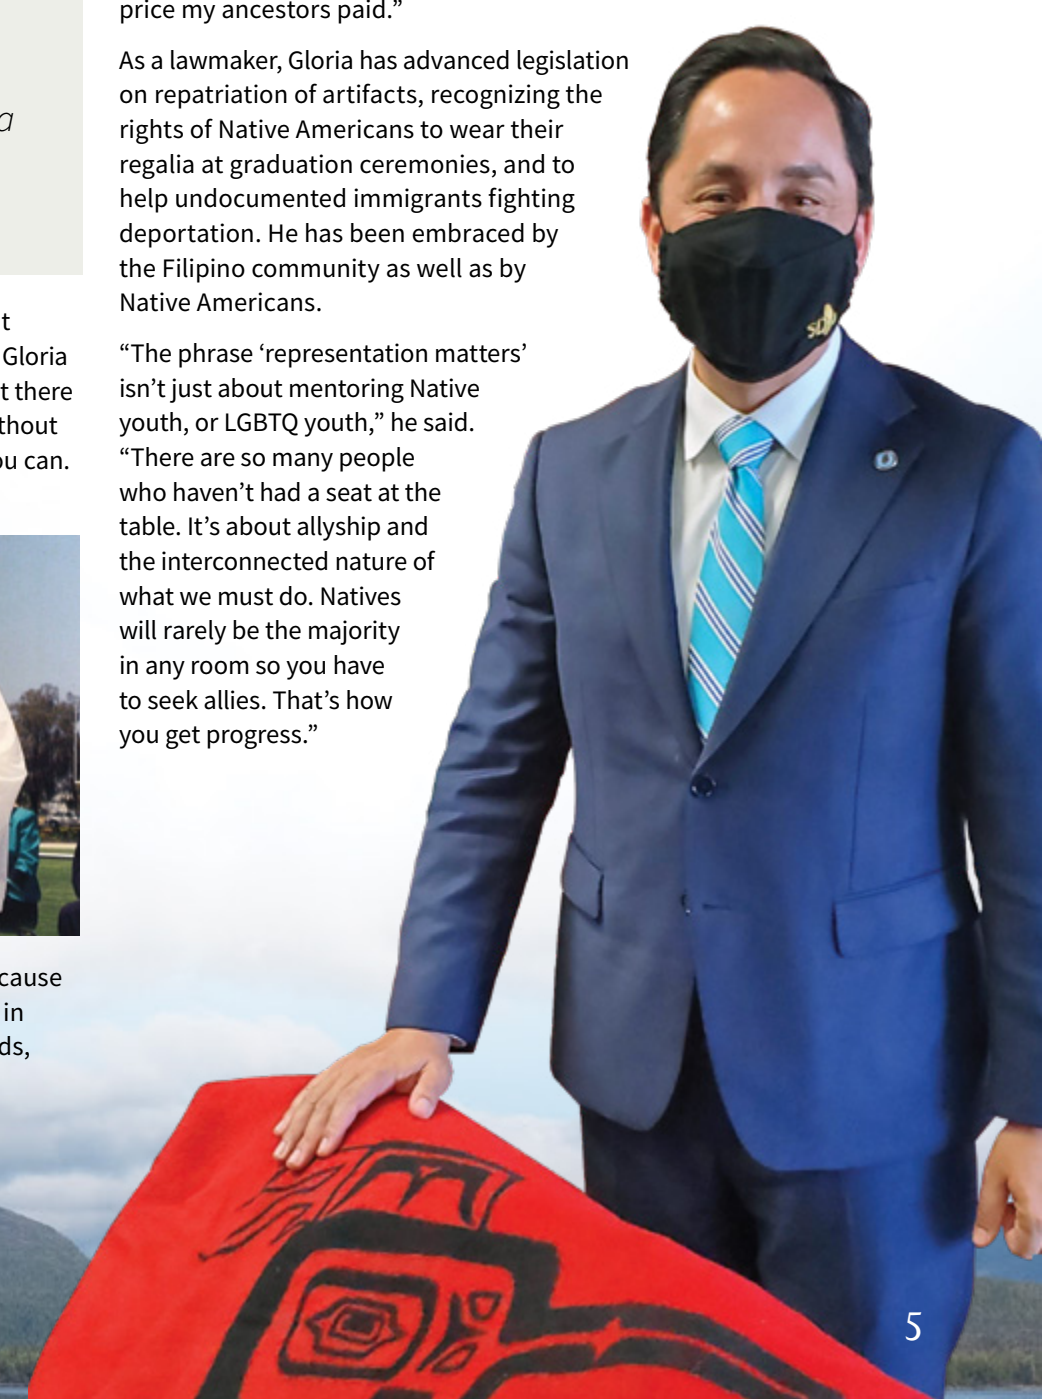 a
t
Gloria
t there
thout
ou can.
cause
in
ds,
price my ancestors paid.”
As a lawmaker, Gloria has advanced legislation
on repatriation of artifacts, recognizing the
rights of Native Americans to wear their
regalia at graduation ceremonies, and to
help undocumented immigrants fighting
deportation. He has been embraced by
the Filipino community as well as by
Native Americans.
“The phrase ‘representation matters’
isn’t just about mentoring Native
youth, or LGBTQ youth,” he said.
“There are so many people
who haven’t had a seat at the
table. It’s about allyship and
the interconnected nature of
what we must do. Natives
will rarely be the majority
in any room so you have
to seek allies. That’s how
you get progress.”
5